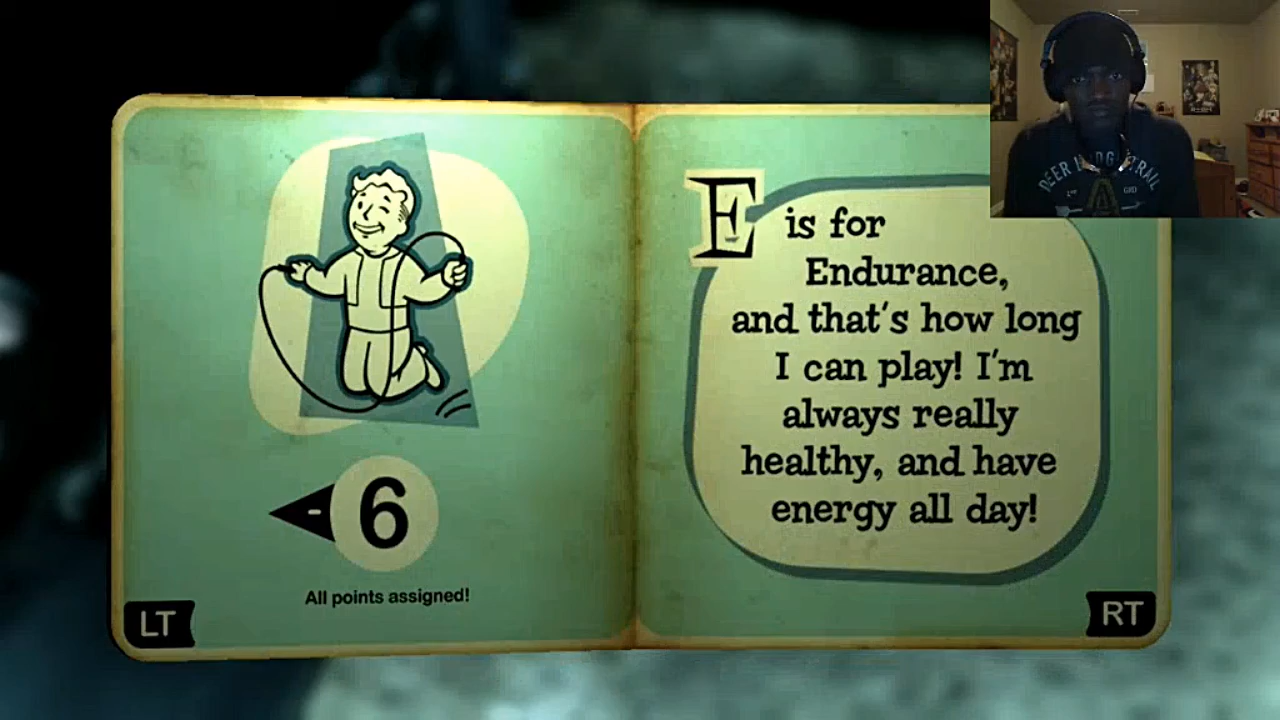 E is for
Endurance,
and that's how long
I can play! I'm
always really
healthy, and have
energy all day!
- 6
All points assigned!
LT
RT